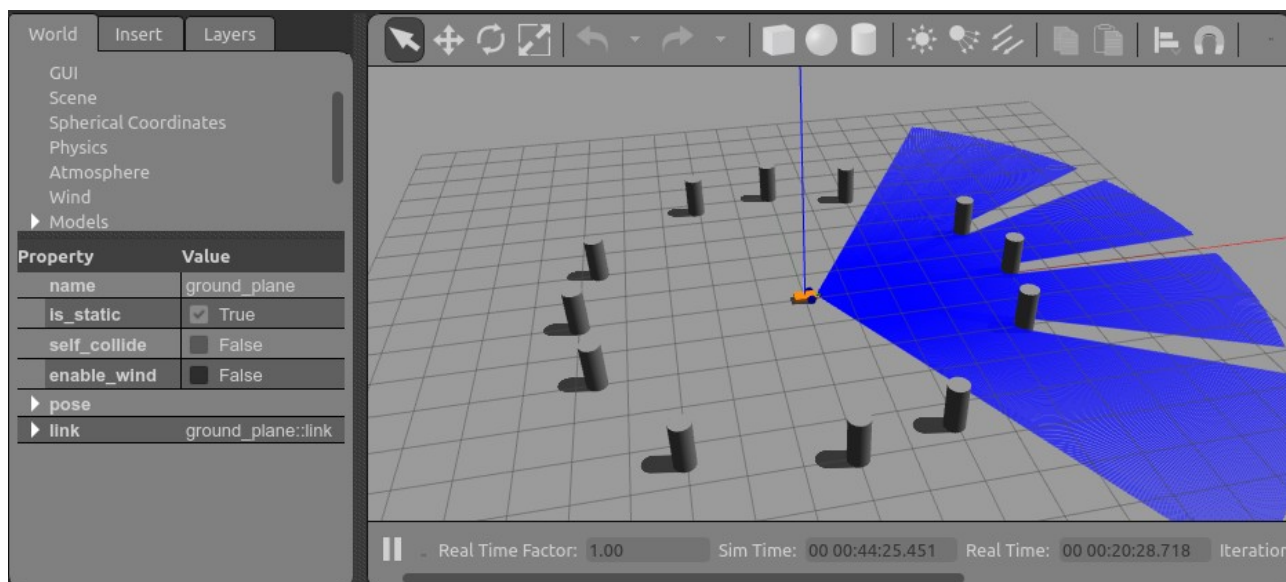 World Insert Layers
GUI
Scene
Spherical Coordinates
Physics
Atmosphere
Wind
Models
Property Value
name ground_plane
is_static True
self_collide False
enable_wind False
pose
link ground_plane::link
Real Time Factor: 1.00 Sim Time: 00 00:44:25.451 Real Time: 00 00:20:28.718 Iteration